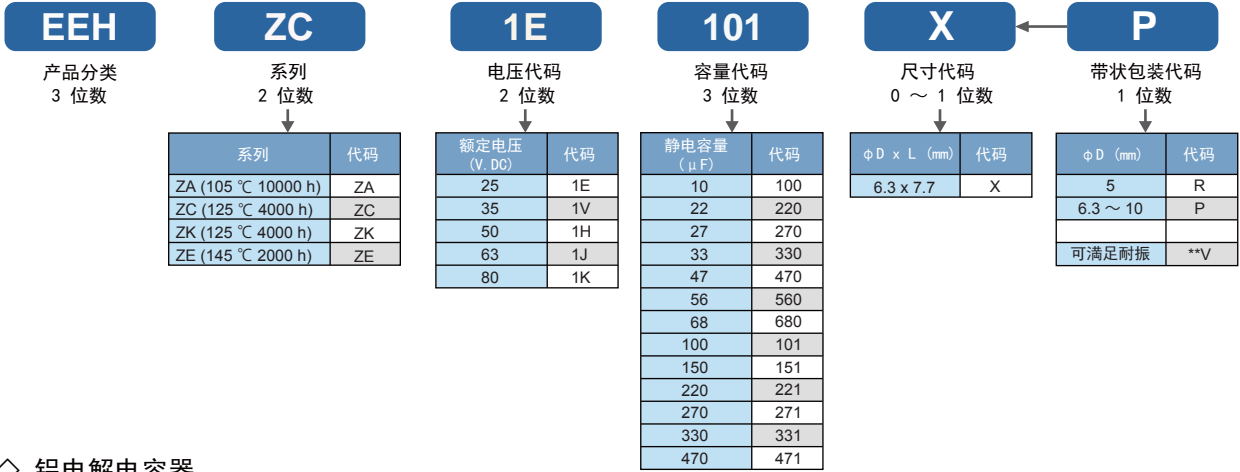 EEH ZC 1E 101 X P
产品分类 系列 电压代码 容量代码 尺寸代码 带状包装代码
3 位数 2 位数 2 位数 3 位数 0 ～ 1 位数 1 位数
系列 代码
ZA (105 ℃ 10000 h) ZA
ZC (125 ℃ 4000 h) ZC
ZK (125 ℃ 4000 h) ZK
ZE (145 ℃ 2000 h) ZE
额定电压
(V.DC) 代码
25 1E
35 1V
50 1H
63 1J
80 1K
静电容量
(μF) 代码
10 100
22 220
27 270
33 330
47 470
56 560
68 680
100 101
150 151
220 221
270 271
330 331
470 471
φD x L (mm) 代码
6.3 x 7.7 X
φD (mm) 代码
5 R
6.3 ～ 10 P
可满足耐振 **V
◇ 铝电解电容器